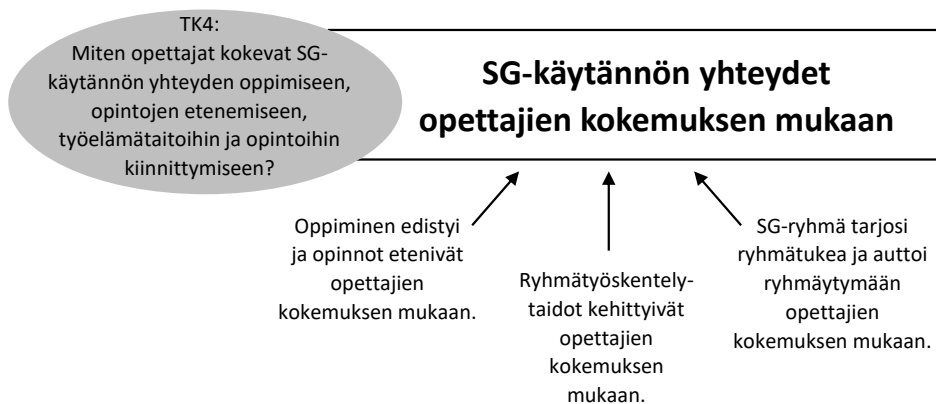 TK4:
Miten opettajat kokevat SG-
käytännön yhteyden oppimiseen,
opintojen etenemiseen,
työelämätaitoihin ja opintoihin
kiinnittymiseen?
SG-käytännön yhteydet
opettajien kokemuksen mukaan
Oppiminen edistyi
ja opinnot etenivät
opettajien
kokemuksen mukaan.
Ryhmätyöskentely-
taidot kehittyivät
opettajien
kokemuksen
mukaan.
SG-ryhmä tarjosi
ryhmätukea ja auttoi
ryhmäytymään
opettajien
kokemuksen mukaan.